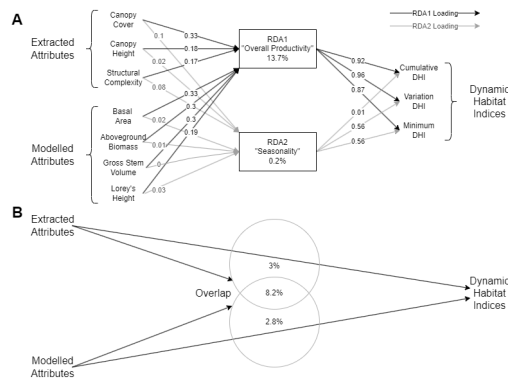 A
Extracted
Attributes
Canopy
Cover
Canopy
Height
Structural
Complexity
Modelled
Attributes
Basal
Area
Aboveground
Biomass
Gross Stem
Volume
Lorey's
Height
0.33
0.1
0.18
0.02
0.17
0.08
0.33
0.02
0.3
0.01
0.3
0
0.19
0.03
RDA1
"Overall Productivity"
13.7%
RDA2
"Seasonality"
0.2%
RDA1 Loading
RDA2 Loading
0.92
0.96
0.87
0.01
0.56
0.56
Cumulative
DHI
Variation
DHI
Minimum
DHI
Dynamic
Habitat
Indices
B
Extracted
Attributes
3%
Overlap
8.2%
2.8%
Dynamic
Habitat
Indices
Modelled
Attributes